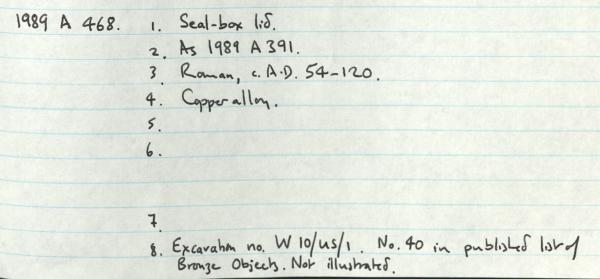 1989 A 468. 1. Seal-box lid.
2. As 1989 A 391.
3 Roman, c. A.D. 54-120.
4. Copper alloy.
5.
6.
7.
8. Excavation no. W 10/US/1. No. 40 in published list of
Bronze Objects. Not illustrated.